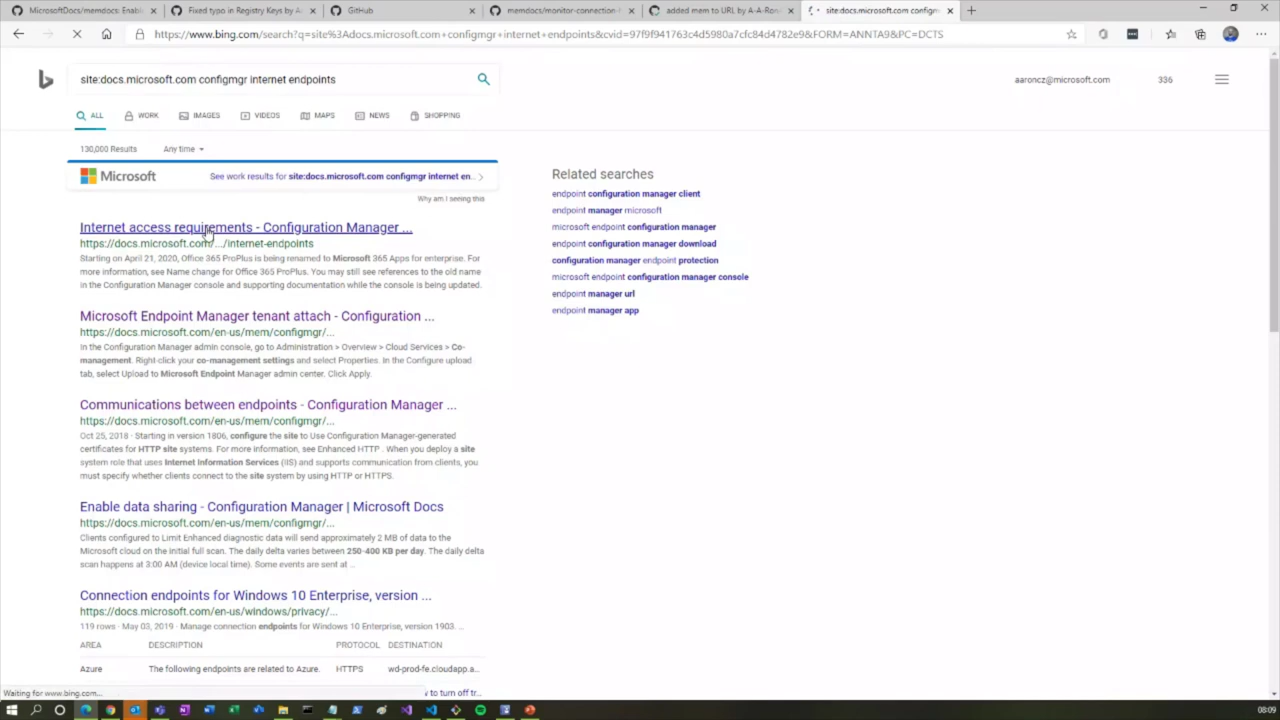 MicrosoftDocs/memdocs: Enabl
Fixed typo in Registry Keys by A
GitHub
memdocs/monitor-connection-
added mem to URL by A-A-Ron
site:docs.microsoft.com configm
https://www.bing.com/search?q=site%3Adocs.microsoft.com+configmgr+internet+endpoints&cvid=97f9f941763c4d5980a7cfc84d4782e9&FORM=ANNTA9&PC=DCTS
site:docs.microsoft.com configmgr internet endpoints
aaroncz@microsoft.com
336
ALL
WORK
IMAGES
VIDEOS
MAPS
NEWS
SHOPPING
130,000 Results
Any time
Microsoft
See work results for site:docs.microsoft.com configmgr internet en...
Why am I seeing this
Internet access requirements - Configuration Manager ...
https://docs.microsoft.com/.../internet-endpoints
Starting on April 21, 2020, Office 365 ProPlus is being renamed to Microsoft 365 Apps for enterprise. For
more information, see Name change for Office 365 ProPlus. You may still see references to the old name
in the Configuration Manager console and supporting documentation while the console is being updated.
Microsoft Endpoint Manager tenant attach - Configuration ...
https://docs.microsoft.com/en-us/mem/configmgr/...
In the Configuration Manager admin console, go to Administration > Overview > Cloud Services > Co-
management. Right-click your co-management settings and select Properties. In the Configure upload
tab, select Upload to Microsoft Endpoint Manager admin center. Click Apply.
Communications between endpoints - Configuration Manager ...
https://docs.microsoft.com/en-us/mem/configmgr/...
Oct 25, 2018 · Starting in version 1806, configure the site to Use Configuration Manager-generated
certificates for HTTP site systems. For more information, see Enhanced HTTP . When you deploy a site
system role that uses Internet Information Services (IIS) and supports communication from clients, you
must specify whether clients connect to the site system by using HTTP or HTTPS.
Enable data sharing - Configuration Manager | Microsoft Docs
https://docs.microsoft.com/en-us/mem/configmgr/...
Clients configured to Limit Enhanced diagnostic data will send approximately 2 MB of data to the
Microsoft cloud on the initial full scan. The daily delta varies between 250-400 KB per day. The daily delta
scan happens at 3:00 AM (device local time). Some events are sent at ..
Connection endpoints for Windows 10 Enterprise, version ...
https://docs.microsoft.com/en-us/windows/privacy/...
119 rows · May 03, 2019 · Manage connection endpoints for Windows 10 Enterprise, version 1903. ...
AREA
DESCRIPTION
PROTOCOL
DESTINATION
Azure
The following endpoints are related to Azure.
HTTPS
wd-prod-fe.cloudapp.a...
Related searches
endpoint configuration manager client
endpoint manager microsoft
microsoft endpoint configuration manager
endpoint configuration manager download
configuration manager endpoint protection
microsoft endpoint configuration manager console
endpoint manager url
endpoint manager app
Waiting for www.bing.com...
w to turn off tr...
08:09